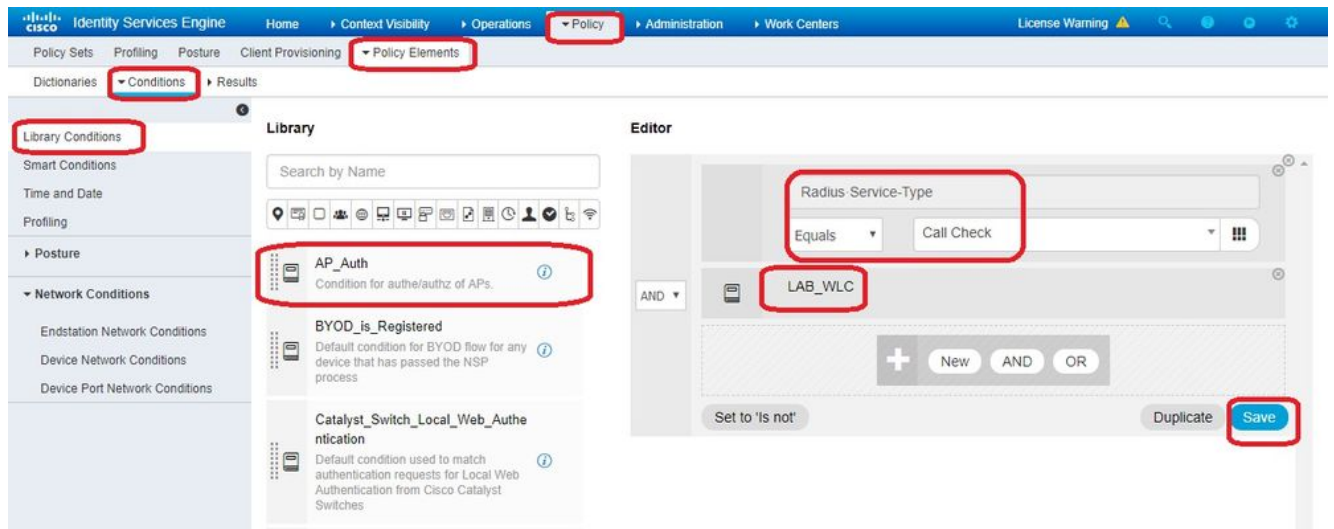 cisco Identity Services Engine Home Context Visibility Operations Policy Administration Work Centers License Warning
Policy Sets Profiling Posture Client Provisioning Policy Elements
Dictionaries Conditions Results
Library Conditions
Smart Conditions
Time and Date
Profiling
Posture
Network Conditions
Endstation Network Conditions
Device Network Conditions
Device Port Network Conditions
Library
Search by Name
AP_Auth
Condition for authe/authz of APs.
BYOD_is_Registered
Default condition for BYOD flow for any
device that has passed the NSP
process
Catalyst_Switch_Local_Web_Authe
ntication
Default condition used to match
authentication requests for Local Web
Authentication from Cisco Catalyst
Switches
Editor
Radius·Service-Type
Equals Call Check
AND LAB_WLC
New AND OR
Set to 'Is not' Duplicate Save